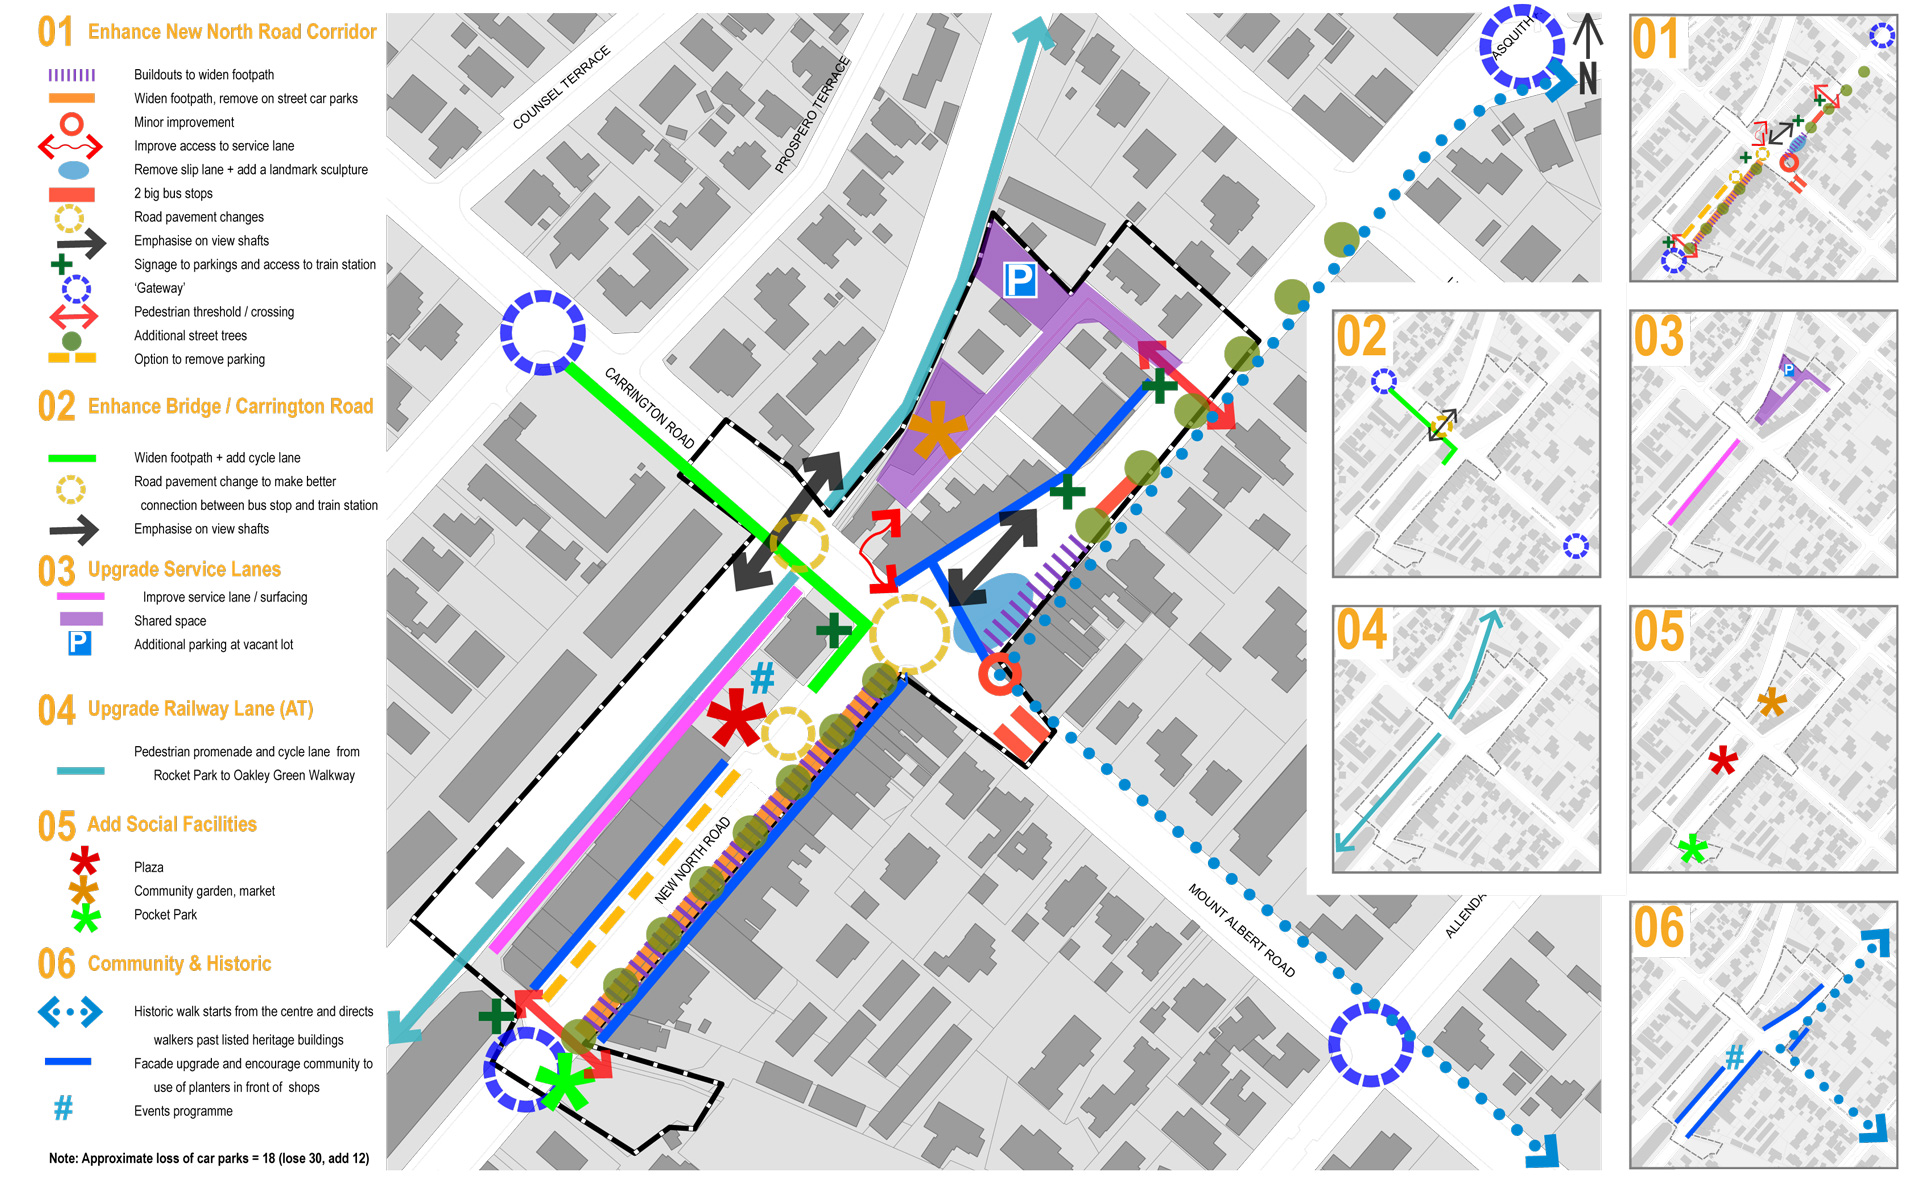 01 Enhance New North Road Corridor
Buildouts to widen footpath
Widen footpath, remove on street car parks
Minor improvement
Improve access to service lane
Remove slip lane + add a landmark sculpture
2 big bus stops
Road pavement changes
Emphasise on view shafts
Signage to parkings and access to train station
‘Gateway’
Pedestrian threshold / crossing
Additional street trees
Option to remove parking
02 Enhance Bridge / Carrington Road
Widen footpath + add cycle lane
Road pavement change to make better
connection between bus stop and train station
Emphasise on view shafts
03 Upgrade Service Lanes
Improve service lane / surfacing
Shared space
P Additional parking at vacant lot
04 Upgrade Railway Lane (AT)
Pedestrian promenade and cycle lane from
Rocket Park to Oakley Green Walkway
05 Add Social Facilities
Plaza
Community garden, market
Pocket Park
06 Community & Historic
Historic walk starts from the centre and directs
walkers past listed heritage buildings
Facade upgrade and encourage community to
use of planters in front of shops
# Events programme
Note: Approximate loss of car parks = 18 (lose 30, add 12)
COUNSEL TERRACE
PROSPERO TERRACE
ASQUITH
N
P
CARRINGTON ROAD
#
NEW NORTH ROAD
MOUNT ALBERT ROAD
ALLENDA
01
02
03
P
04
05
06
#